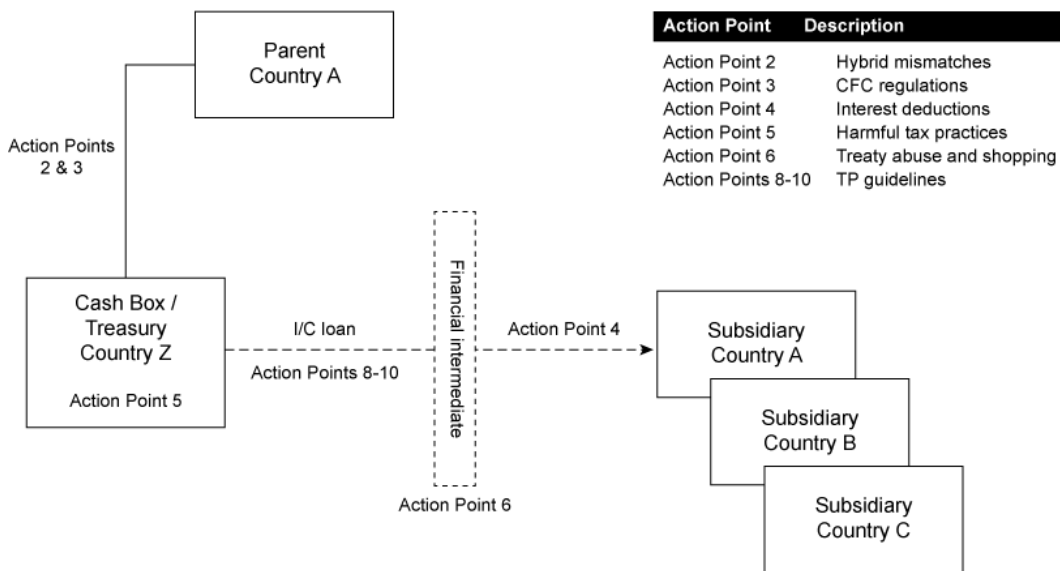 Parent
Country A
Action Point Description
Action Point 2 Hybrid mismatches
Action Point 3 CFC regulations
Action Point 4 Interest deductions
Action Point 5 Harmful tax practices
Action Point 6 Treaty abuse and shopping
Action Points 8-10 TP guidelines
Action Points
2 & 3
Cash Box /
Treasury
Country Z
Action Point 5
I/C loan
Action Points 8-10
Financial intermediate
Action Point 6
Action Point 4
Subsidiary
Country A
Subsidiary
Country B
Subsidiary
Country C